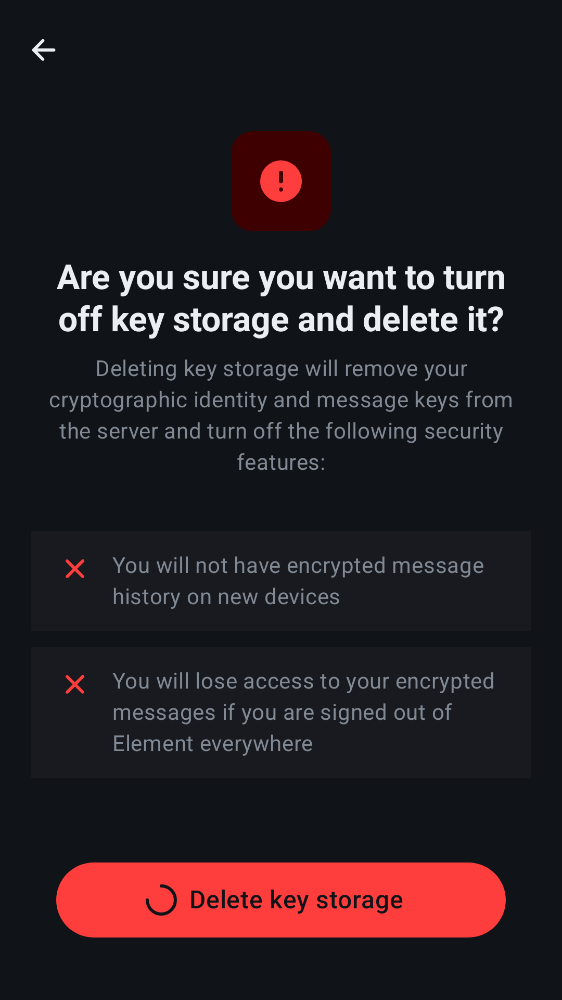 Are you sure you want to turn
off key storage and delete it?
Deleting key storage will remove your
cryptographic identity and message keys from
the server and turn off the following security
features:
You will not have encrypted message
history on new devices
You will lose access to your encrypted
messages if you are signed out of
Element everywhere
Delete key storage